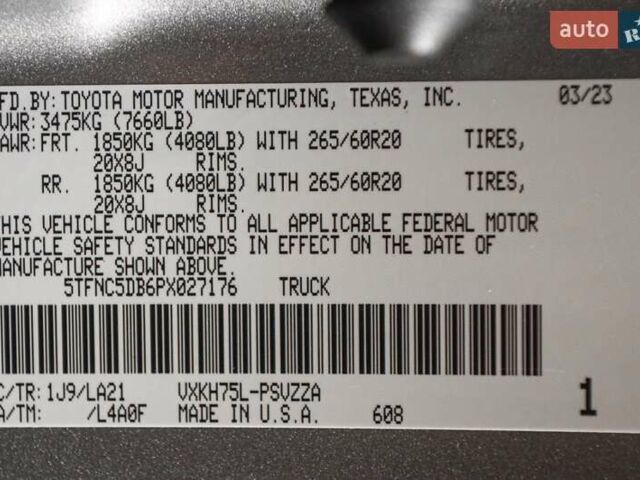 auto
R
FD.BY: TOYOTA MOTOR MANUFACTURING, TEXAS, INC. 03/23
VWR: 3475KG (7660LB)
AWR: FRT. 1850KG (4080LB) WITH 265/60R20 TIRES,
20X8J RIMS.
RR. 1850KG (4080LB) WITH 265/60R20 TIRES,
20X8J RIMS.
THIS VEHICLE CONFORMS TO ALL APPLICABLE FEDERAL MOTOR
VEHICLE SAFETY STANDARDS IN EFFECT ON THE DATE OF
MANUFACTURE SHOWN ABOVE.
5TFNC5DB6PX027176 TRUCK
C/TR: 1J9/LA21 VXKH75L-PSVZZA
A/TM: /L4A0F MADE IN U.S.A. 608 1